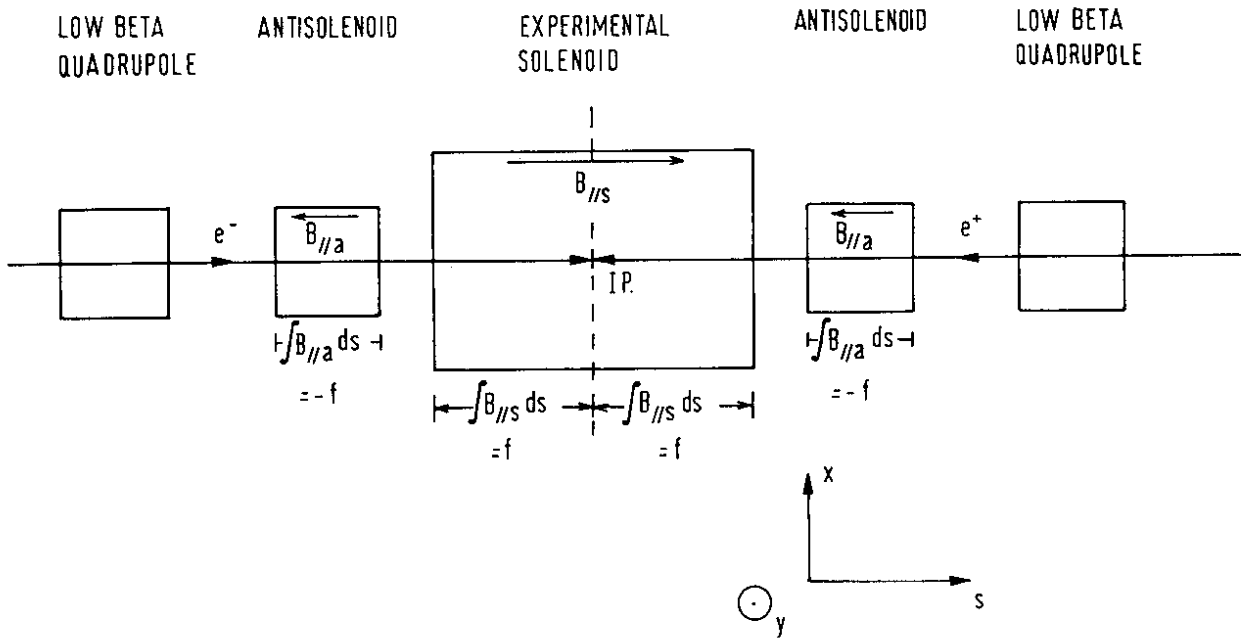 LOW BETA
QUADRUPOLE
ANTISOLENOID
EXPERIMENTAL
SOLENOID
ANTISOLENOID
LOW BETA
QUADRUPOLE
B//s
e⁻
B//a
B//a
e⁺
I P.
∫B//a ds
= - f
∫B//s ds
= f
∫B//s ds
= f
∫B//a ds
= - f
x
s
y